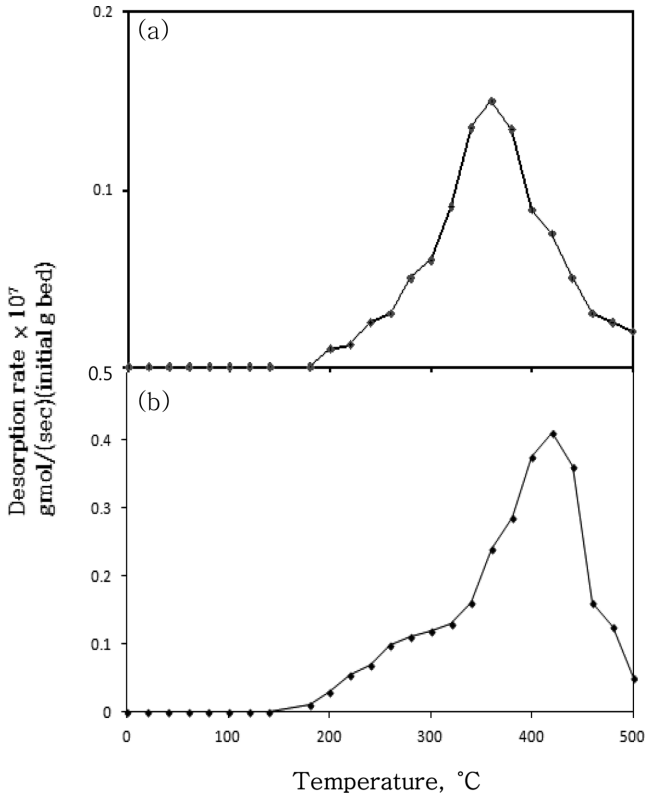 0.2
(a)
0.1
0.5
(b)
0.4
0.3
0.2
0.1
0
0 100 200 300 400 500
Temperature, °C
Desorption rate × 10⁷
gmol/(sec)(initial g bed)